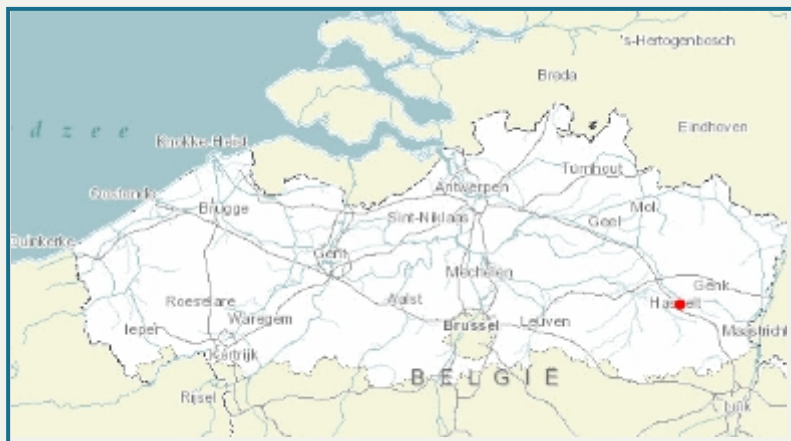 's-Hertogenbosch
Breda
d z e e
Eindhoven
Knokke-Heist
Turnhout
Antwerpen
Oostende
Mol
Brugge
Sint-Niklaas
Geel
Duinkerke
Gent
Mechelen
Genk
Roeselare
Aalst
Hasselt
Waregem
Ieper
Brussel
Leuven
Maastricht
Kortrijk
BELGIË
Rijsel
Luik